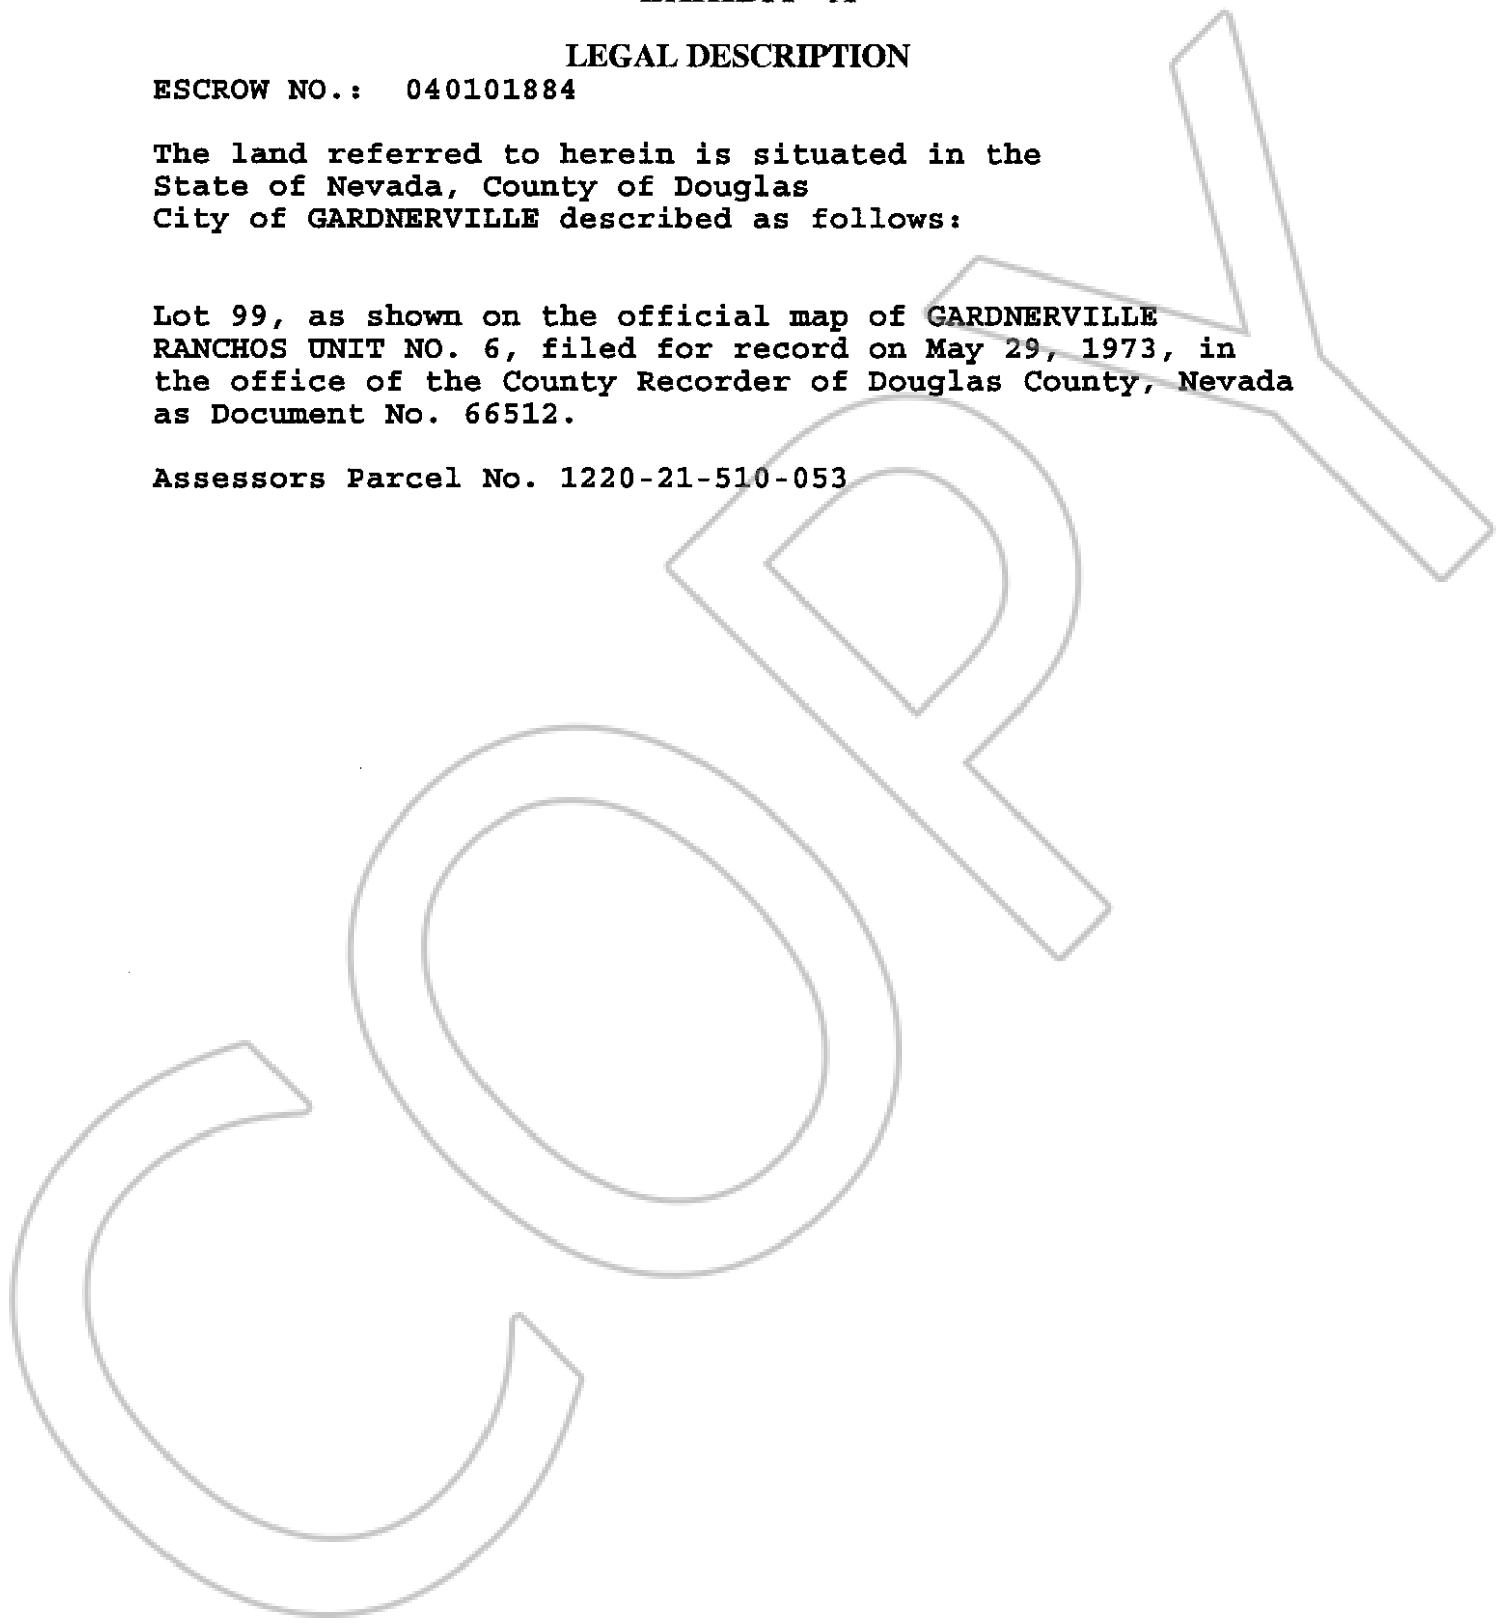 LEGAL DESCRIPTION
ESCROW NO.: 040101884
The land referred to herein is situated in the
State of Nevada, County of Douglas
City of GARDNERVILLE described as follows:
Lot 99, as shown on the official map of GARDNERVILLE
RANCHOS UNIT NO. 6, filed for record on May 29, 1973, in
the office of the County Recorder of Douglas County, Nevada
as Document No. 66512.
Assessors Parcel No. 1220-21-510-053
COPY